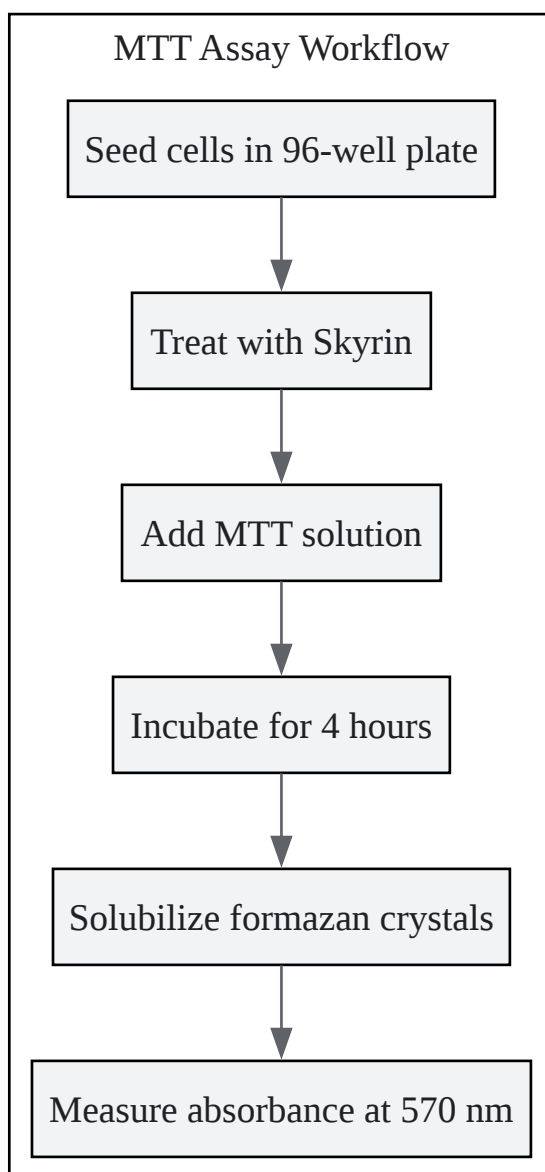 MTT Assay Workflow
Seed cells in 96-well plate
Treat with Skyrin
Add MTT solution
Incubate for 4 hours
Solubilize formazan crystals
Measure absorbance at 570 nm